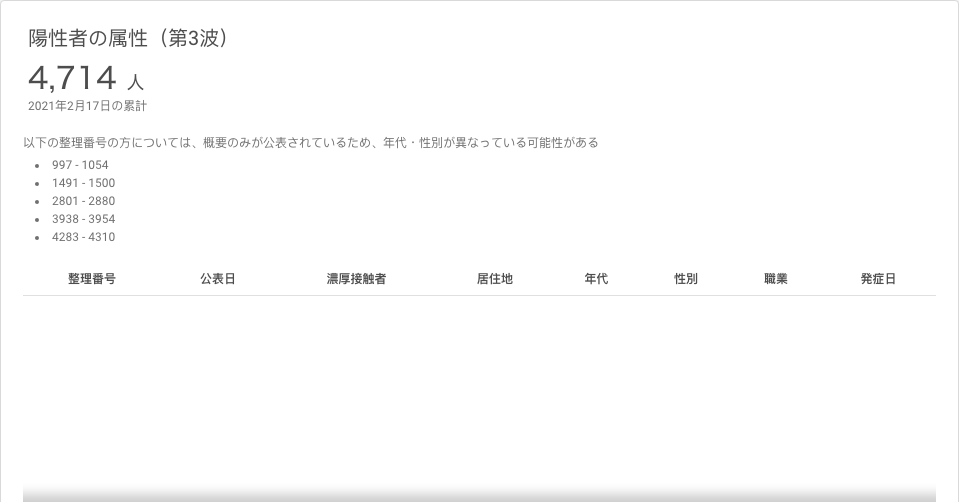 陽性者の属性（第3波）
4,714 人
2021年2月17日の累計
以下の整理番号の方については、概要のみが公表されているため、年代・性別が異なっている可能性がある
• 997 - 1054
• 1491 - 1500
• 2801 - 2880
• 3938 - 3954
• 4283 - 4310
整理番号 公表日 濃厚接触者 居住地 年代 性別 職業 発症日